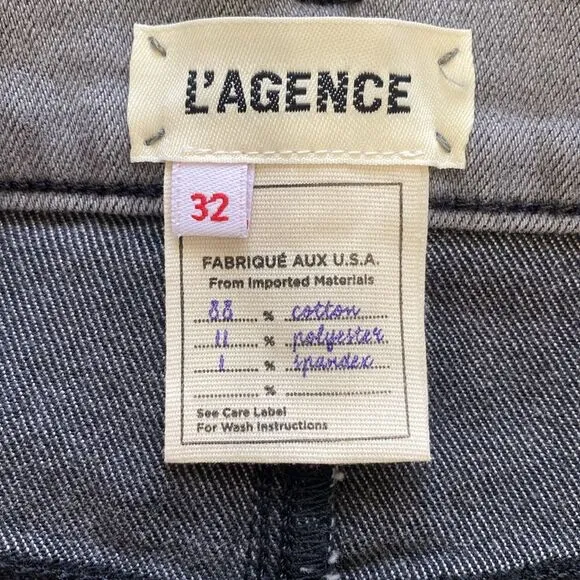 L'AGENCE
32
FABRIQUÉ AUX U.S.A.
From Imported Materials
88 % cotton
11 % polyester
1 % spandex
%
See Care Label
For Wash Instructions